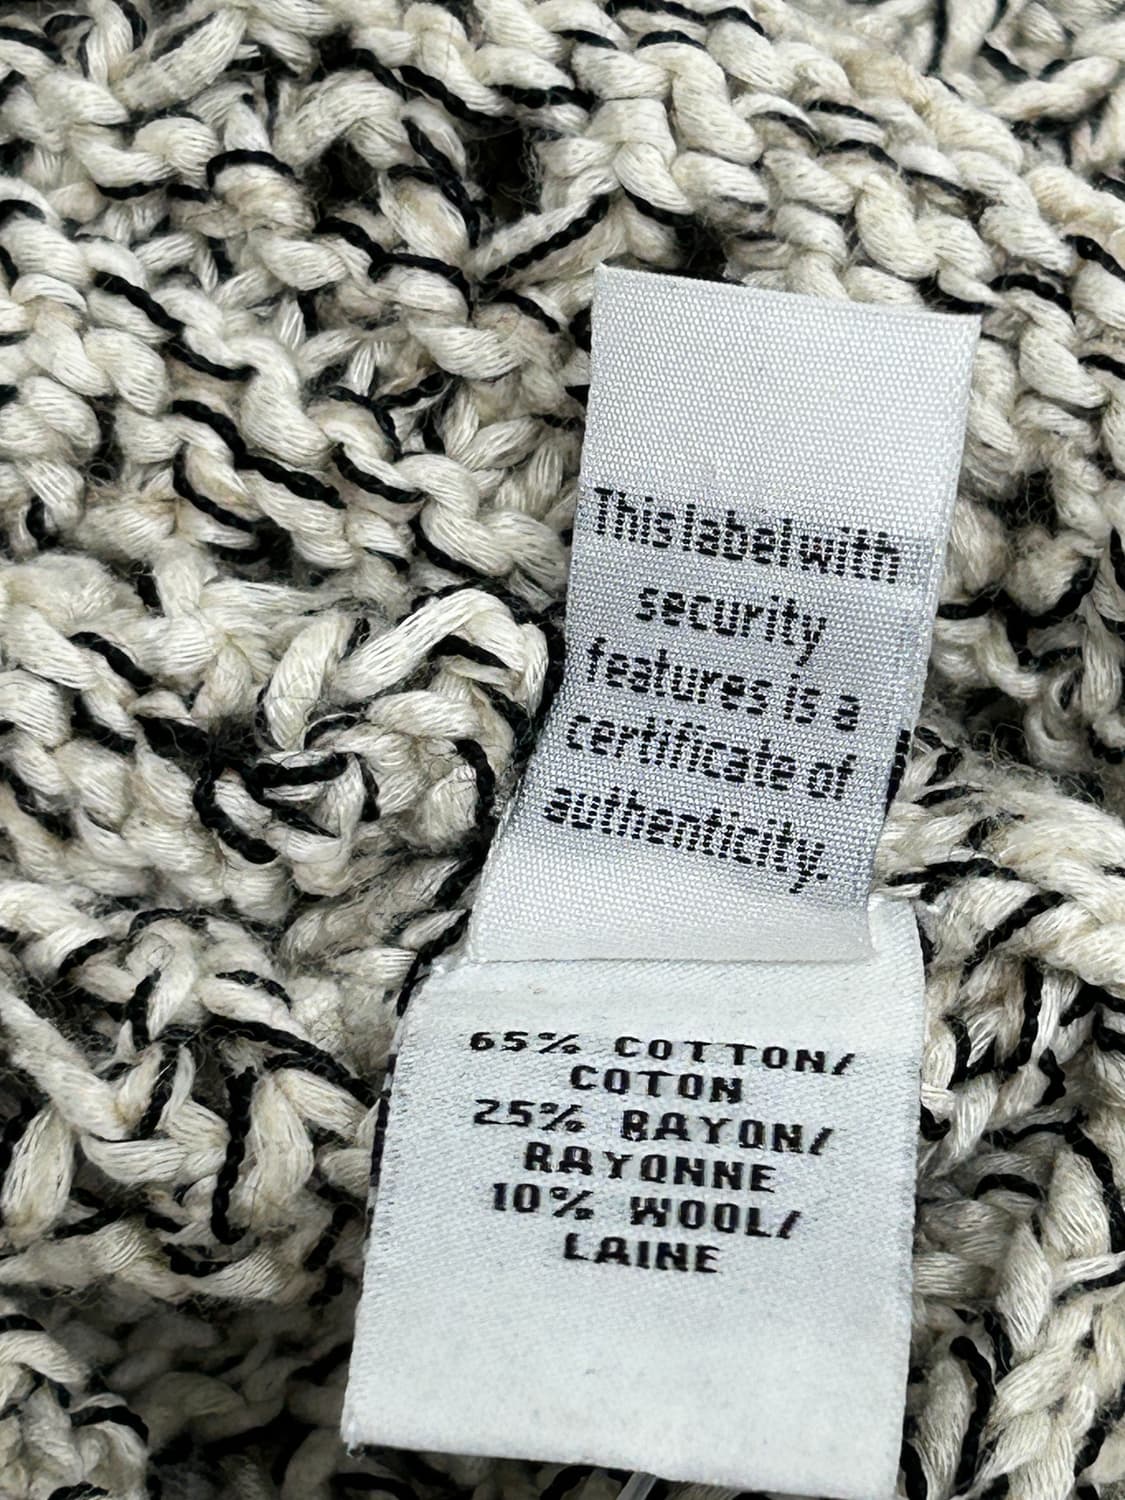 This label with
security
features is a
certificate of
authenticity.
65% COTTON/
COTON
25% RAYON/
RAYONNE
10% WOOL/
LAINE